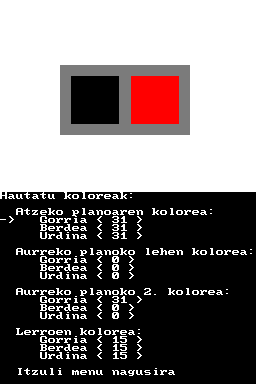 Hautatu koloreak:
Atzeko planoaren kolorea:
-> Gorria < 31 >
Berdea < 31 >
Urdina < 31 >
Aurreko planoko lehen kolorea:
Gorria < 0 >
Berdea < 0 >
Urdina < 0 >
Aurreko planoko 2. kolorea:
Gorria < 31 >
Berdea < 0 >
Urdina < 0 >
Lerroen kolorea:
Gorria < 15 >
Berdea < 15 >
Urdina < 15 >
Itzuli menu nagusira